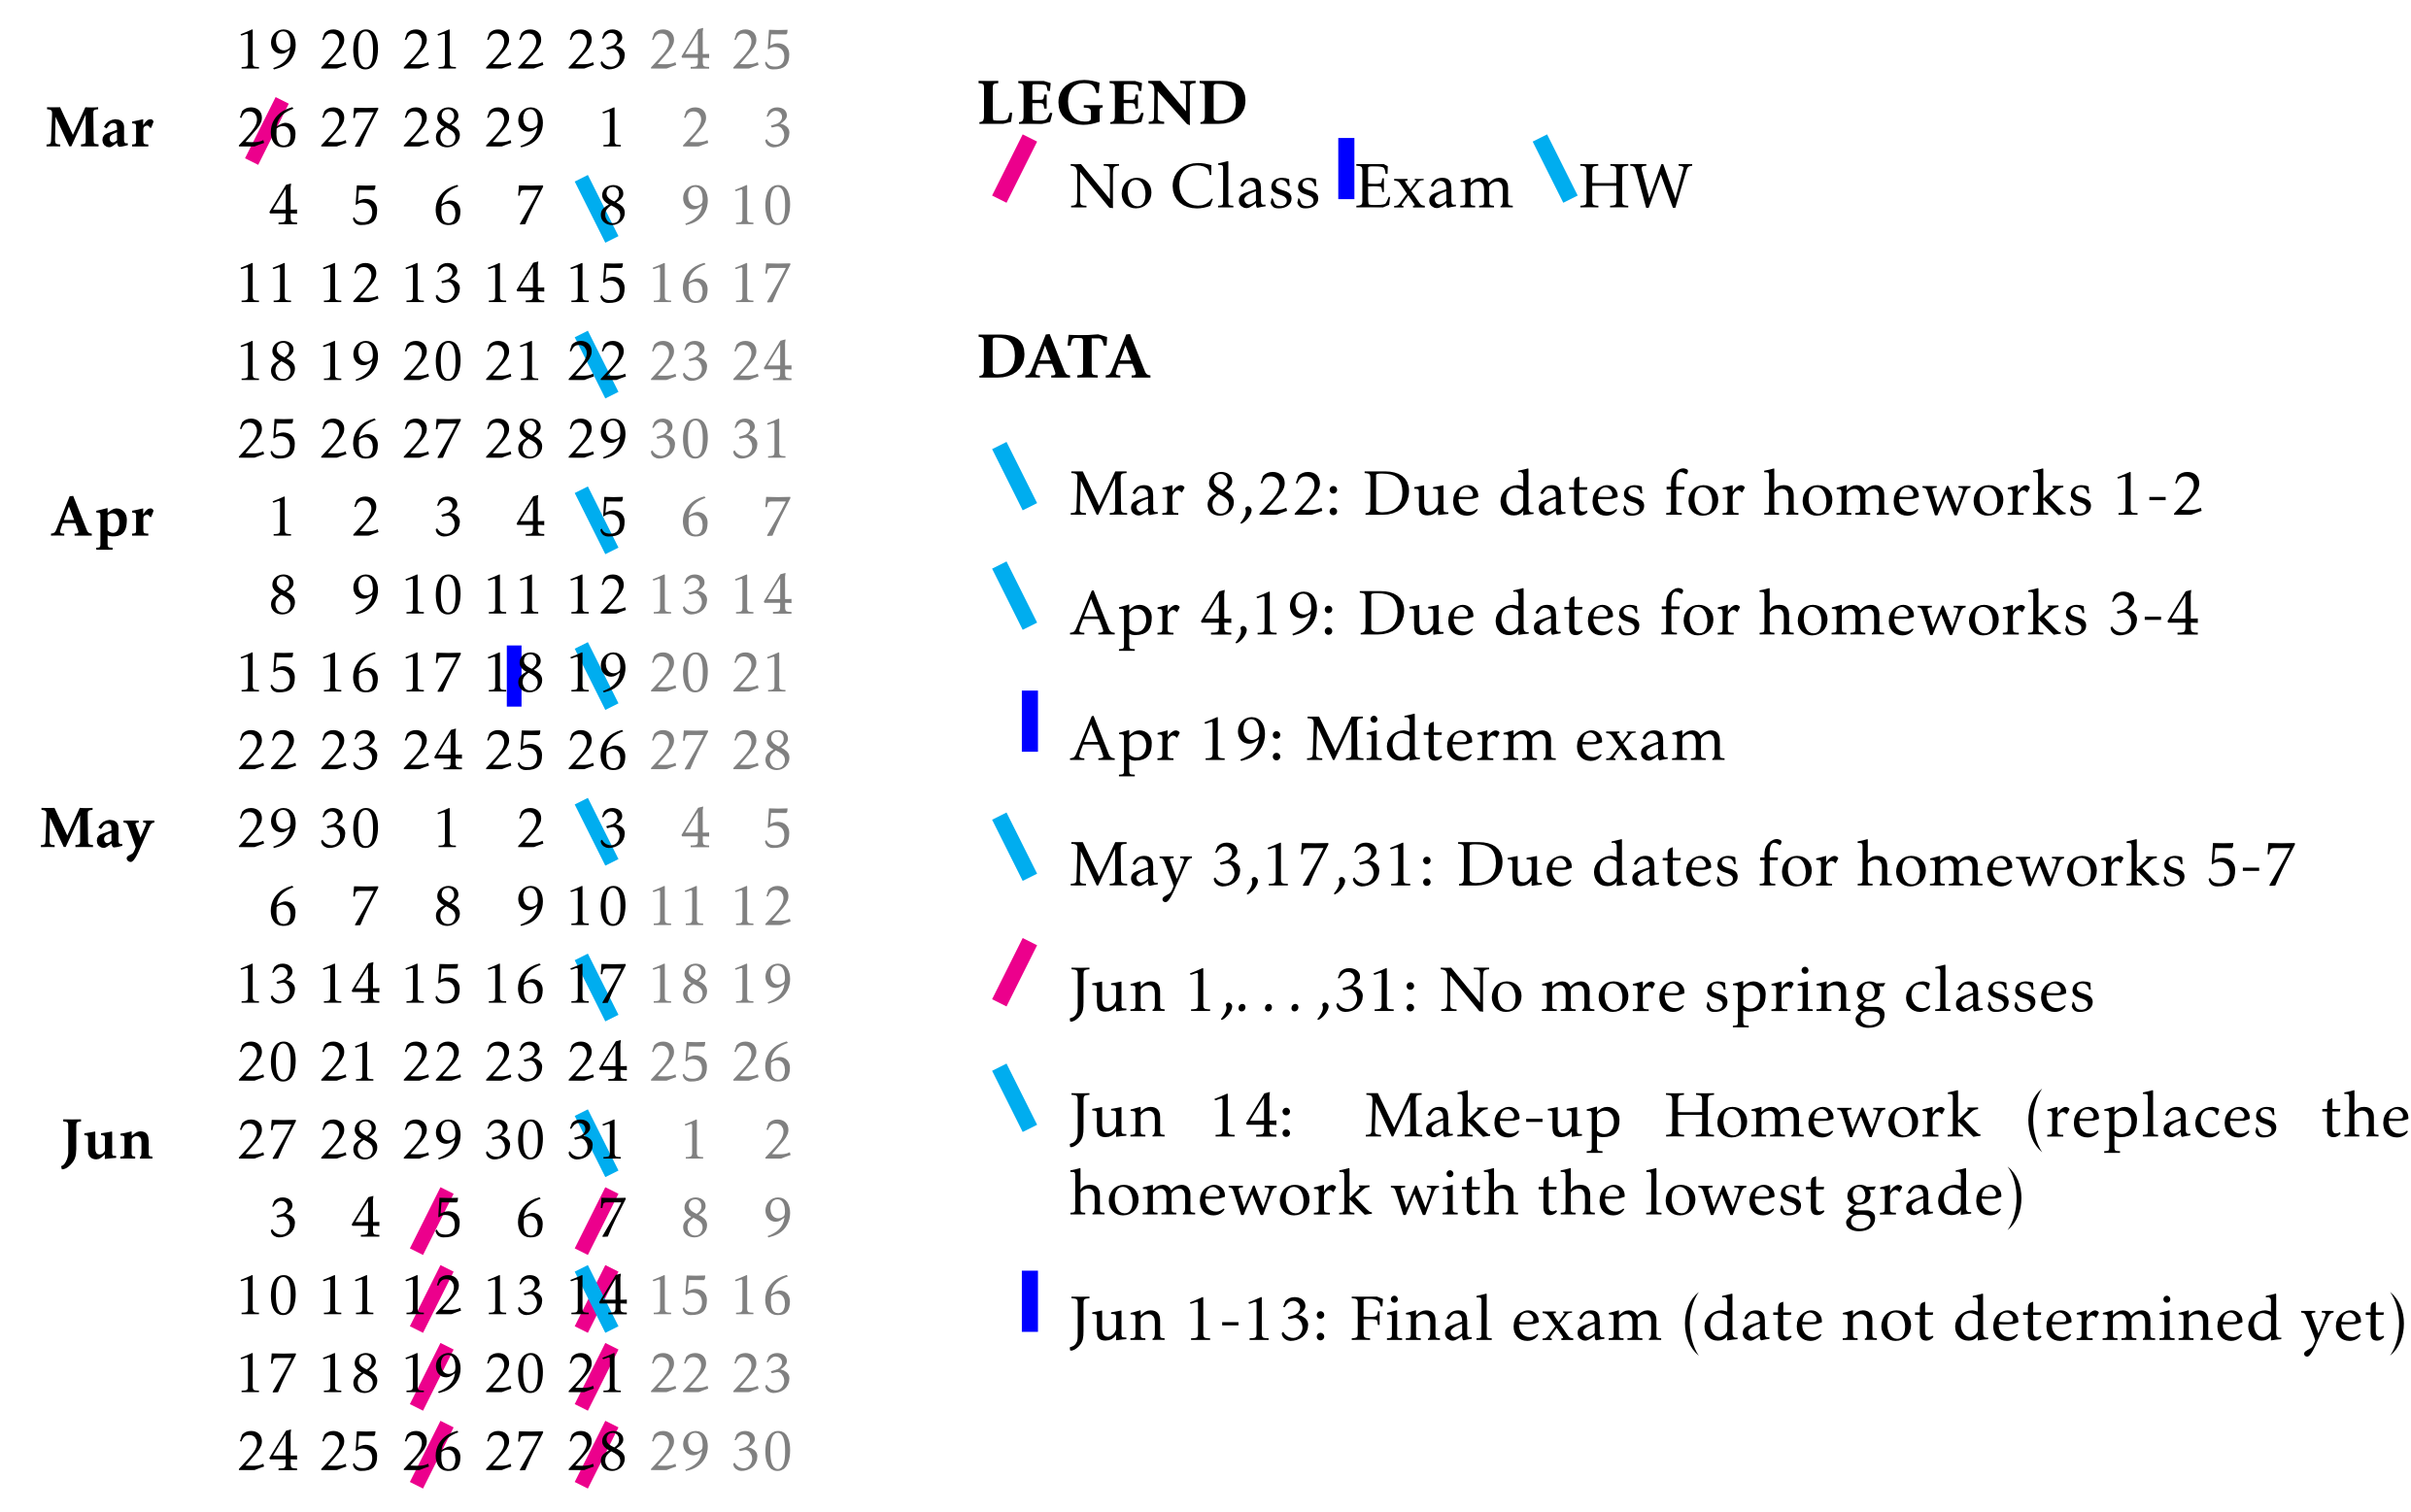 19 20 21 22 23 24 25
Mar 26 27 28 29 1 2 3
4 5 6 7 8 9 10
11 12 13 14 15 16 17
18 19 20 21 22 23 24
25 26 27 28 29 30 31
Apr 1 2 3 4 5 6 7
8 9 10 11 12 13 14
15 16 17 18 19 20 21
22 23 24 25 26 27 28
May 29 30 1 2 3 4 5
6 7 8 9 10 11 12
13 14 15 16 17 18 19
20 21 22 23 24 25 26
Jun 27 28 29 30 31 1 2
3 4 5 6 7 8 9
10 11 12 13 14 15 16
17 18 19 20 21 22 23
24 25 26 27 28 29 30
LEGEND
No Class Exam HW
DATA
Mar 8,22: Due dates for homeworks 1-2
Apr 4,19: Due dates for homeworks 3-4
Apr 19: Midterm exam
May 3,17,31: Due dates for homeworks 5-7
Jun 1,. . . ,31: No more spring classes
Jun 14: Make-up Homework (replaces the
homework with the lowest grade)
Jun 1-13: Final exam (date not determined yet)